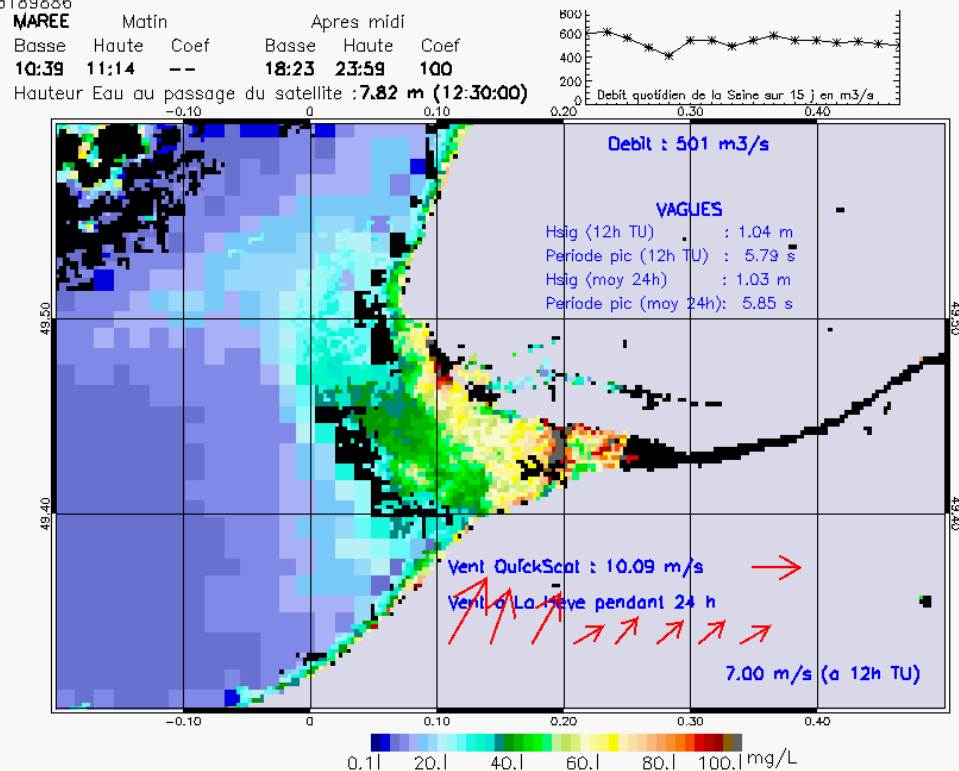 MAREE Matin Apres midi
Basse Haute Coef Basse Haute Coef
10:39 11:14 -- 18:23 23:59 100
Hauteur Eau au passage du satellite :7.82 m (12:30:00)
800
600
400
200
0
Debit quotidien de la Seine sur 15 j en m3/s
-0.10 0 0.10 0.20 0.30 0.40
Debit : 501 m3/s
VAGUES
Hsig (12h TU) : 1.04 m
Periode pic (12h TU) : 5.79 s
Hsig (moy 24h) : 1.03 m
Periode pic (moy 24h): 5.85 s
49.50 49.50
49.40 49.40
Vent QuickScat : 10.09 m/s
Vent a La Heve pendant 24 h
7.00 m/s (a 12h TU)
-0.10 0 0.10 0.20 0.30 0.40
0.1| 20.| 40.| 60.| 80.| 100.| mg/L